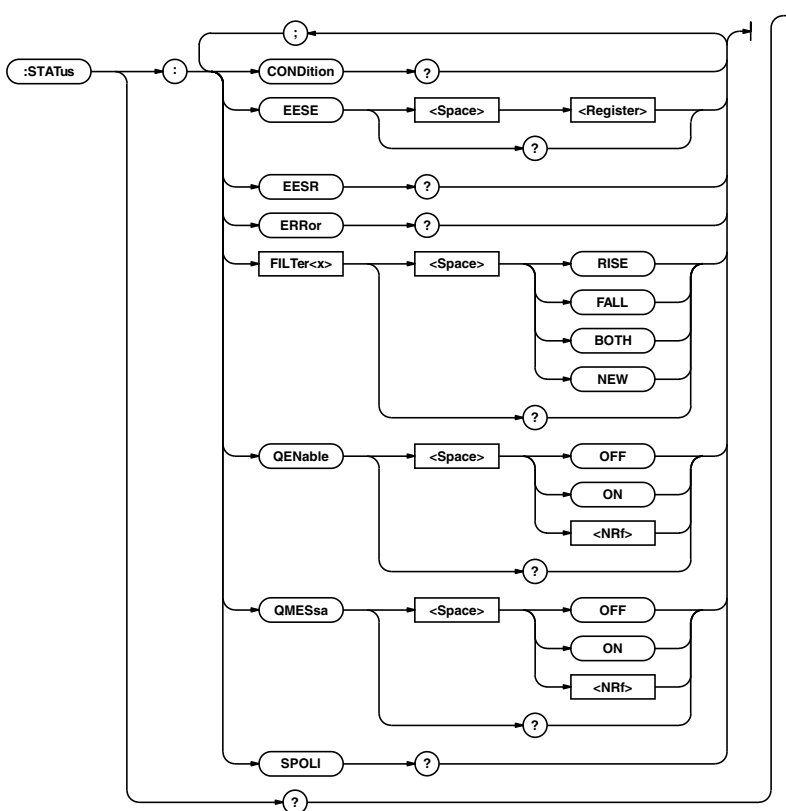 ;
:STATus : CONDition ?
EESE <Space> <Register>
?
EESR ?
ERRor ?
FILTer<x> <Space> RISE
FALL
BOTH
NEW
?
QENable <Space> OFF
ON
<NRf>
?
QMESsa <Space> OFF
ON
<NRf>
?
SPOLl ?
?